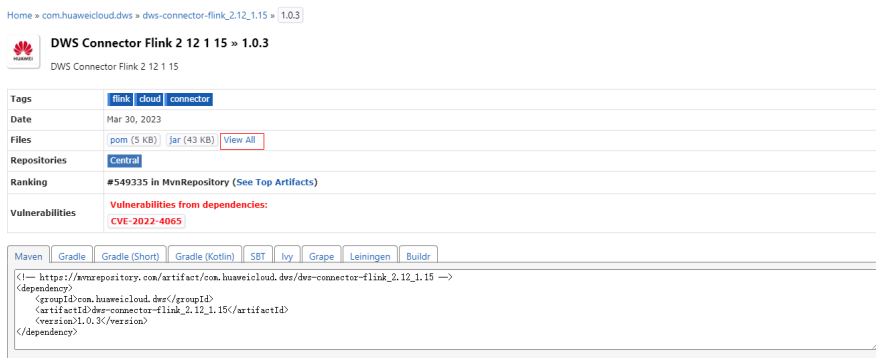 Home » com.huaweicloud.dws » dws-connector-flink_2.12_1.15 » 1.0.3
HUAWEI
DWS Connector Flink 2 12 1 15 » 1.0.3
DWS Connector Flink 2 12 1 15
Tags flink cloud connector
Date Mar 30, 2023
Files pom (5 KB) jar (43 KB) View All
Repositories Central
Ranking #549335 in MvnRepository (See Top Artifacts)
Vulnerabilities Vulnerabilities from dependencies:
CVE-2022-4065
Maven Gradle Gradle (Short) Gradle (Kotlin) SBT Ivy Grape Leiningen Buildr
<!-- https://mvnrepository.com/artifact/com.huaweicloud.dws/dws-connector-flink_2.12_1.15 -->
<dependency>
<groupId>com.huaweicloud.dws</groupId>
<artifactId>dws-connector-flink_2.12_1.15</artifactId>
<version>1.0.3</version>
</dependency>